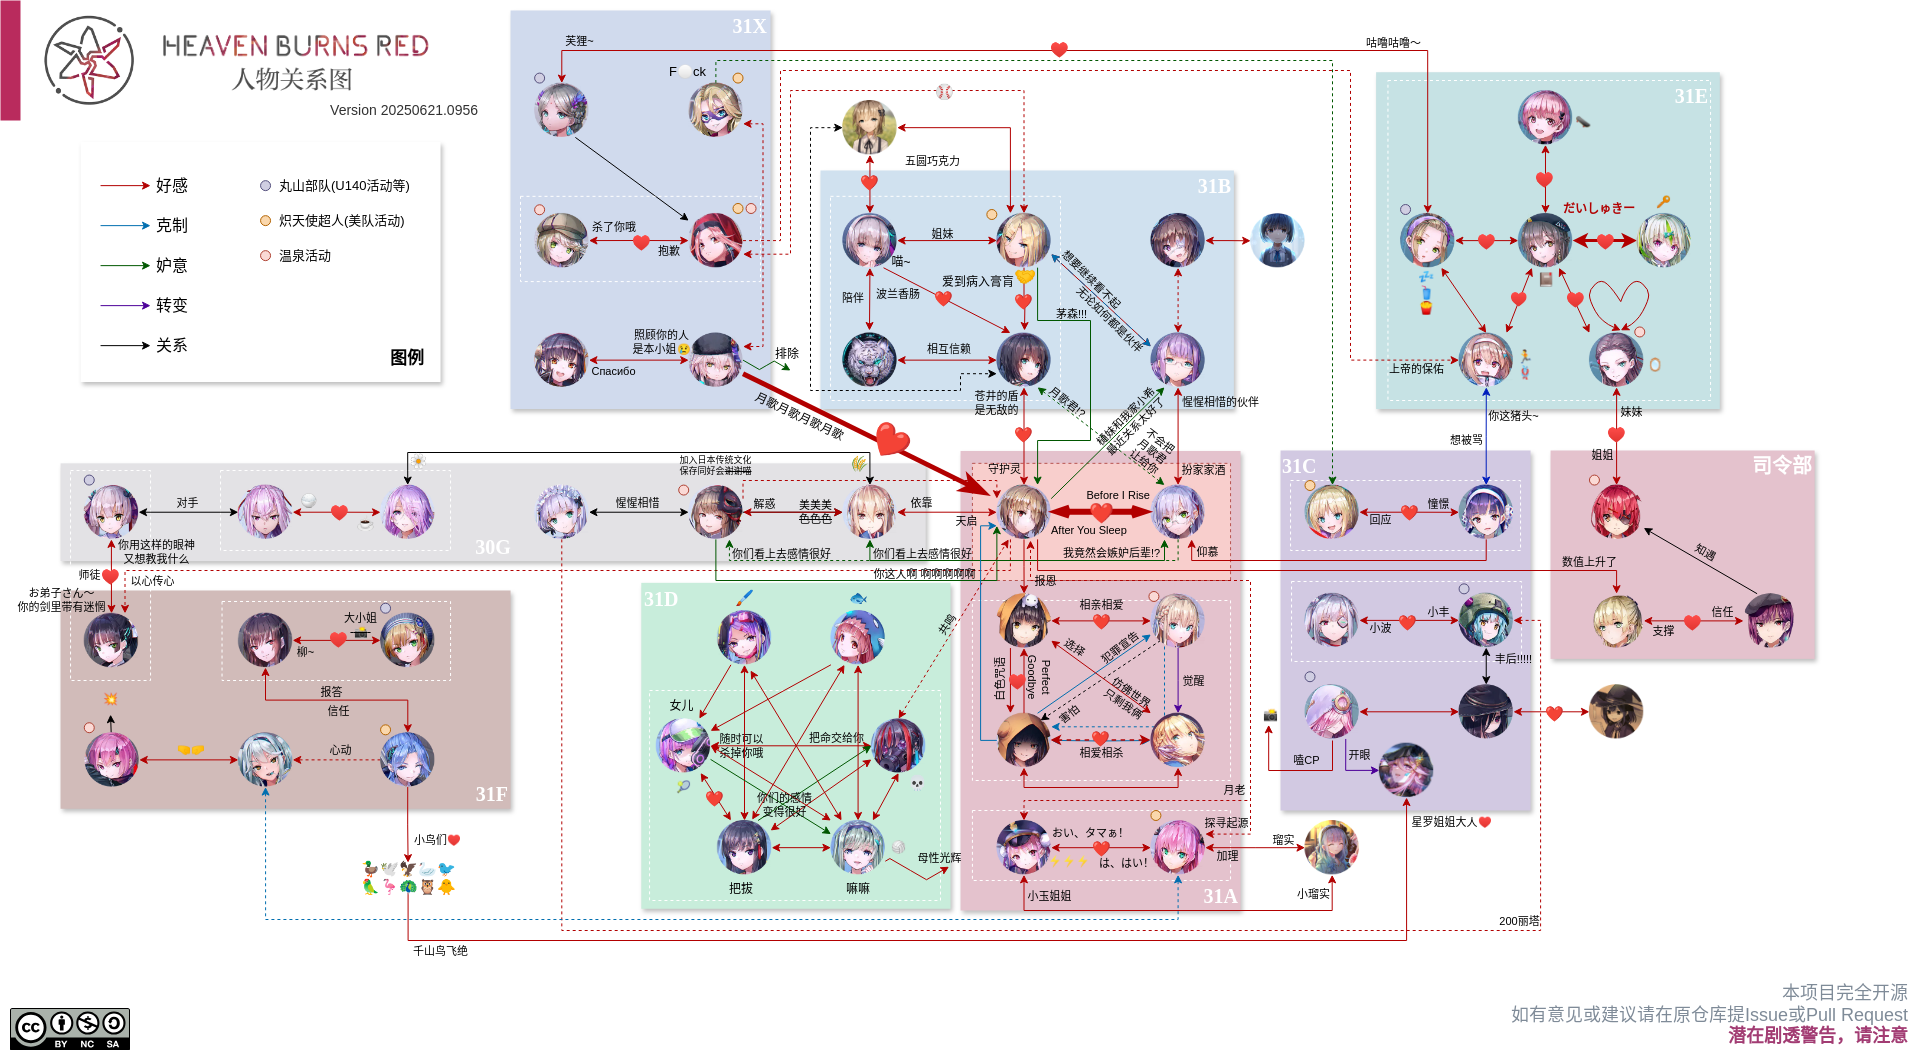 HEAVEN BURNS RED
人物关系图
Version 20250621.0956
好感
克制
妒意
转变
关系
丸山部队(U140活动等)
炽天使超人(美队活动)
温泉活动
图例
31X
芙狸~
F ck
杀了你哦
抱歉
照顾你的人
是本小姐
Спасибо
排除
月歌月歌月歌月歌
咕噜咕噜～
五圆巧克力
31B
姐妹
喵~
爱到病入膏肓
陪伴
波兰香肠
茅森!!!
想要继续看不起
无论如何都是伙伴
相互信赖
苍井的盾
是无敌的
月歌君!?
槌妹和我家小希
最近关系太好了
不会把
月歌君
让给你
惺惺相惜的伙伴
扮家家酒
31E
だいしゅきー
上帝的保佑
你这猪头~
想被骂
妹妹
姐姐
30G
对手
你用这样的眼神
又想教我什么
师徒
以心传心
お弟子さん～
你的剑里带有迷惘
惺惺相惜
加入日本传统文化
保存同好会谢谢喵
解惑
美美美
色色色
依靠
天启
你们看上去感情很好
你们看上去感情很好
你这人啊 啊啊啊啊啊
守护灵
Before I Rise
After You Sleep
我竟然会嫉妒后辈!?
仰慕
报恩
31C
回应
憧憬
小波
小丰
丰后!!!!!
嗑CP
开眼
星罗姐姐大人
司令部
数值上升了
知遇
支撑
信任
31F
大小姐
柳~
报答
信任
心动
小鸟们
千山鸟飞绝
31D
女儿
随时可以
杀掉你哦
把命交给你
你们的感情
变得很好
把拔
嘛嘛
母性光辉
共鸣
31A
相亲相爱
选择
犯罪宣告
白色咒语
Perfect
Goodbye
仿佛世界
只剩我俩
害怕
觉醒
相爱相杀
月老
おい、タマぁ!
は、はい!
探寻起源
加理
瑠实
小玉姐姐
小瑠实
200丽塔
cc
BY NC SA
本项目完全开源
如有意见或建议请在原仓库提Issue或Pull Request
潜在剧透警告，请注意